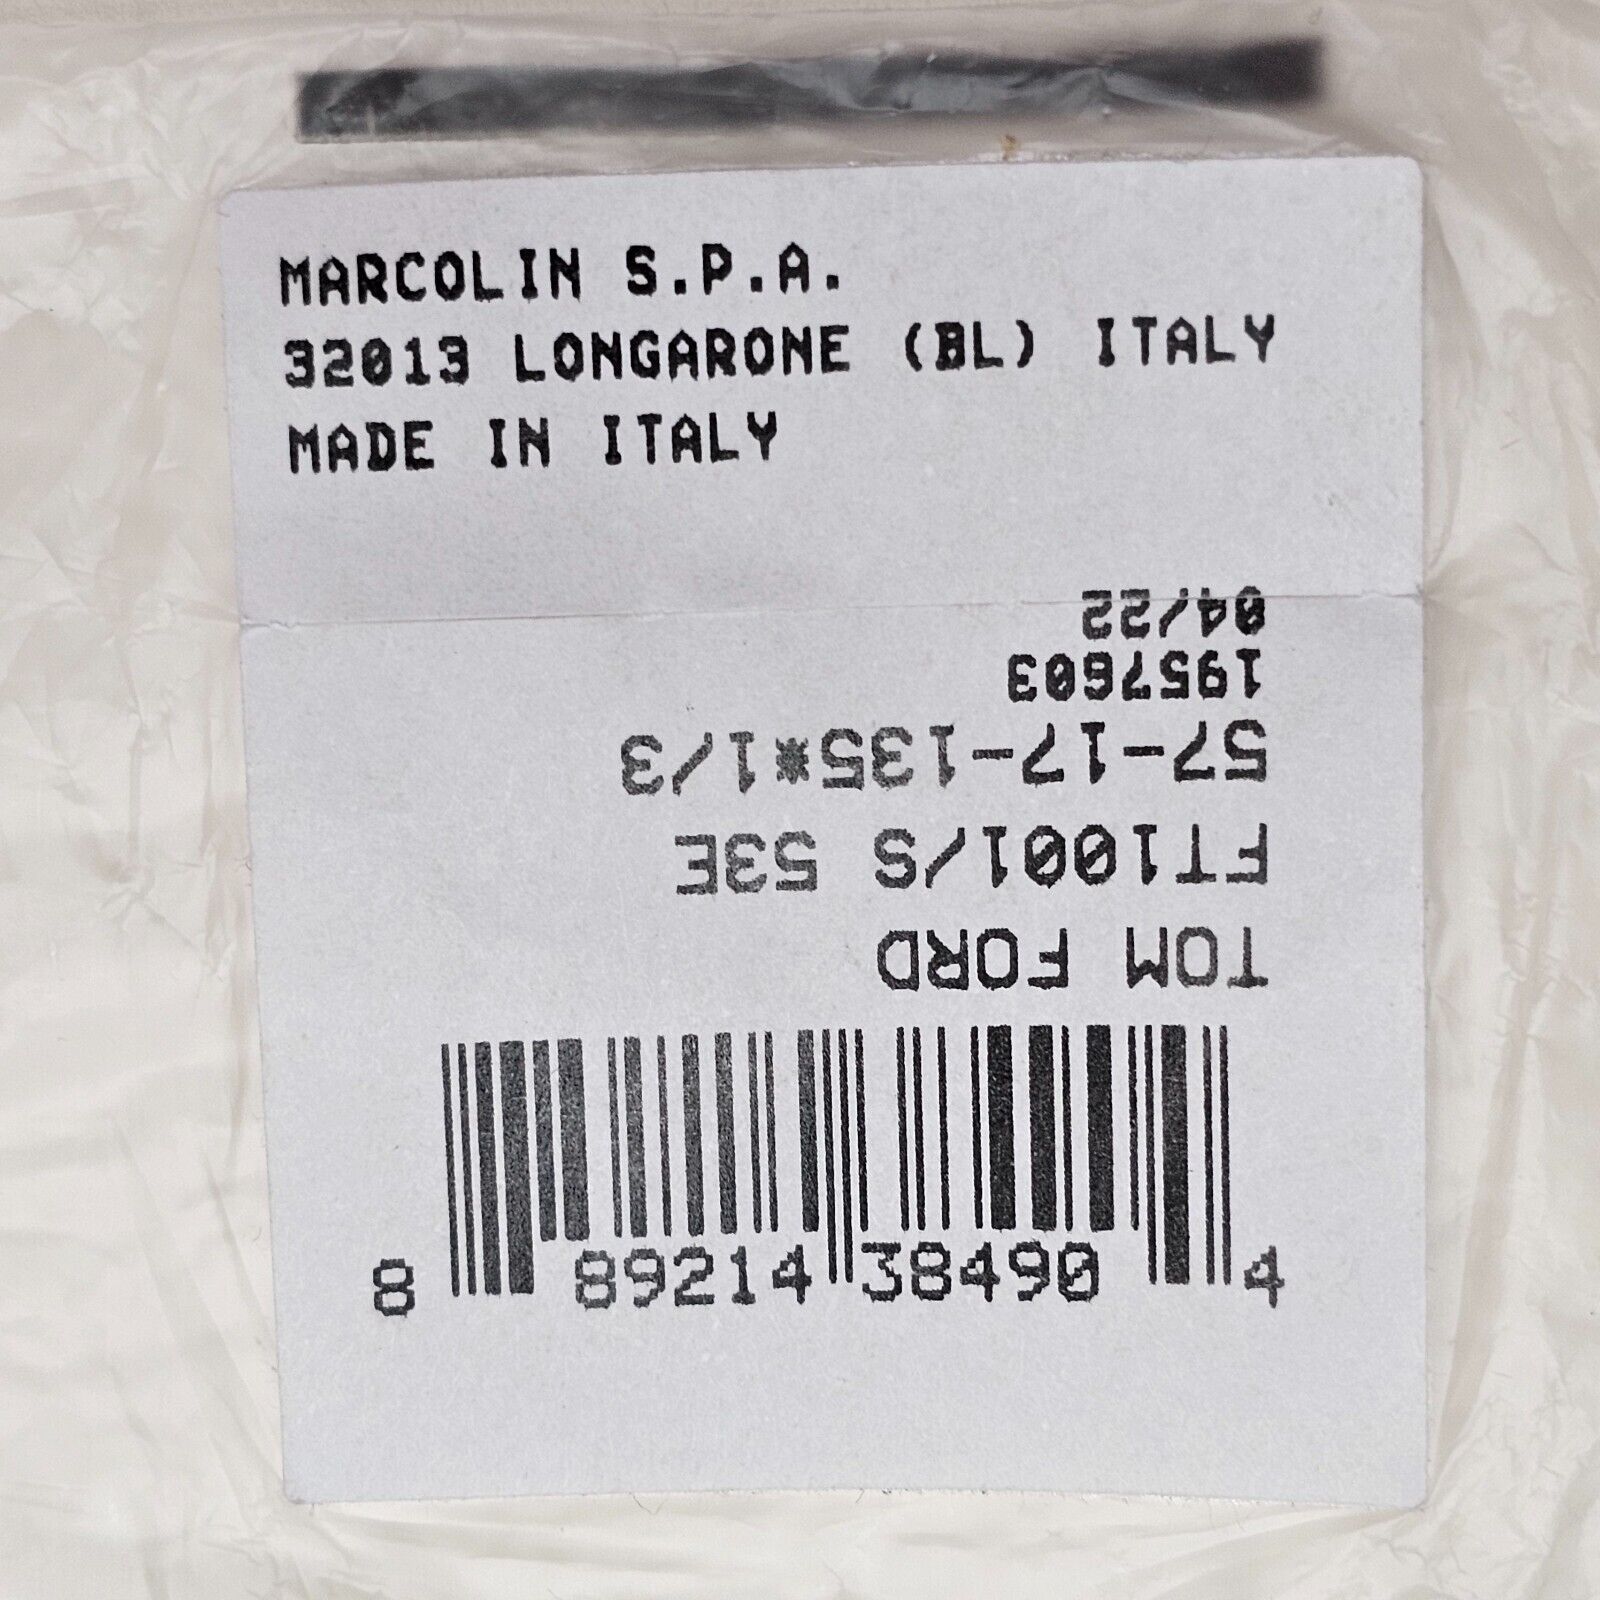 MARCOLIN S.P.A.
32013 LONGARONE (BL) ITALY
MADE IN ITALY
TOM FORD
FT1001/S 53E
57-17-135*1/3
1957603
04/22
8 89214 38490 4